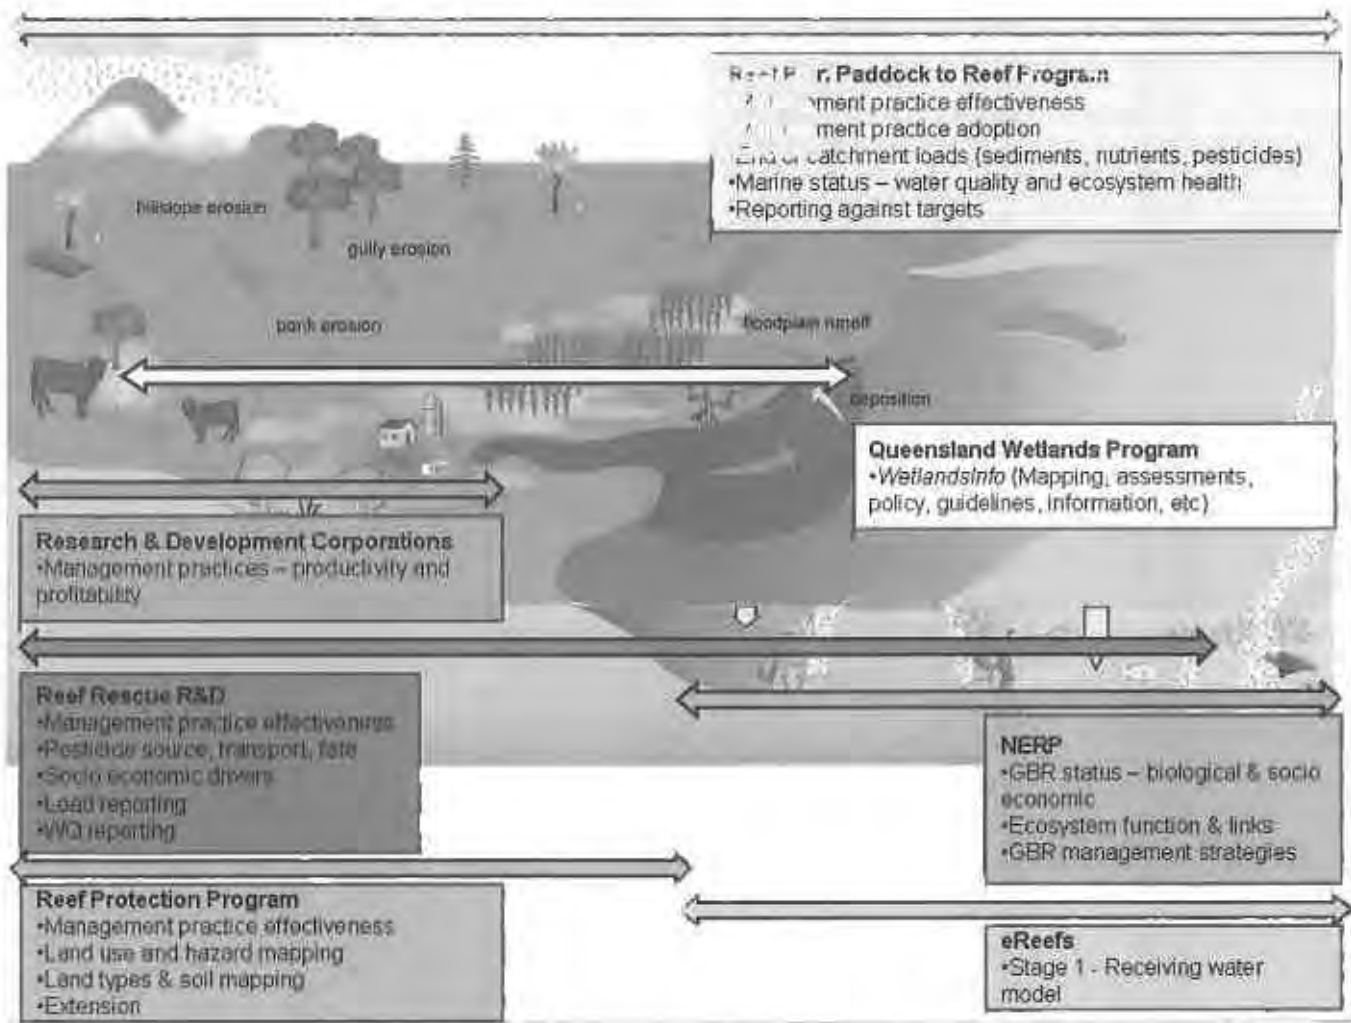 Paddock to Reef Program
ment practice effectiveness
ment practice adoption
catchment loads (sediments, nutrients, pesticides)
•Marine status – water quality and ecosystem health
•Reporting against targets
hillslope erosion
gully erosion
bank erosion
floodplain runoff
deposition
Queensland Wetlands Program
•WetlandsInfo (Mapping, assessments,
policy, guidelines, information, etc)
Research & Development Corporations
•Management practices – productivity and
profitability
Reef Rescue R&D
•Management practice effectiveness
•Pesticide source, transport, fate
•Socio economic drivers
•Load reporting
•WQ reporting
NERP
•GBR status – biological & socio
economic
•Ecosystem function & links
•GBR management strategies
Reef Protection Program
•Management practice effectiveness
•Land use and hazard mapping
•Land types & soil mapping
•Extension
eReefs
•Stage 1 - Receiving water
model